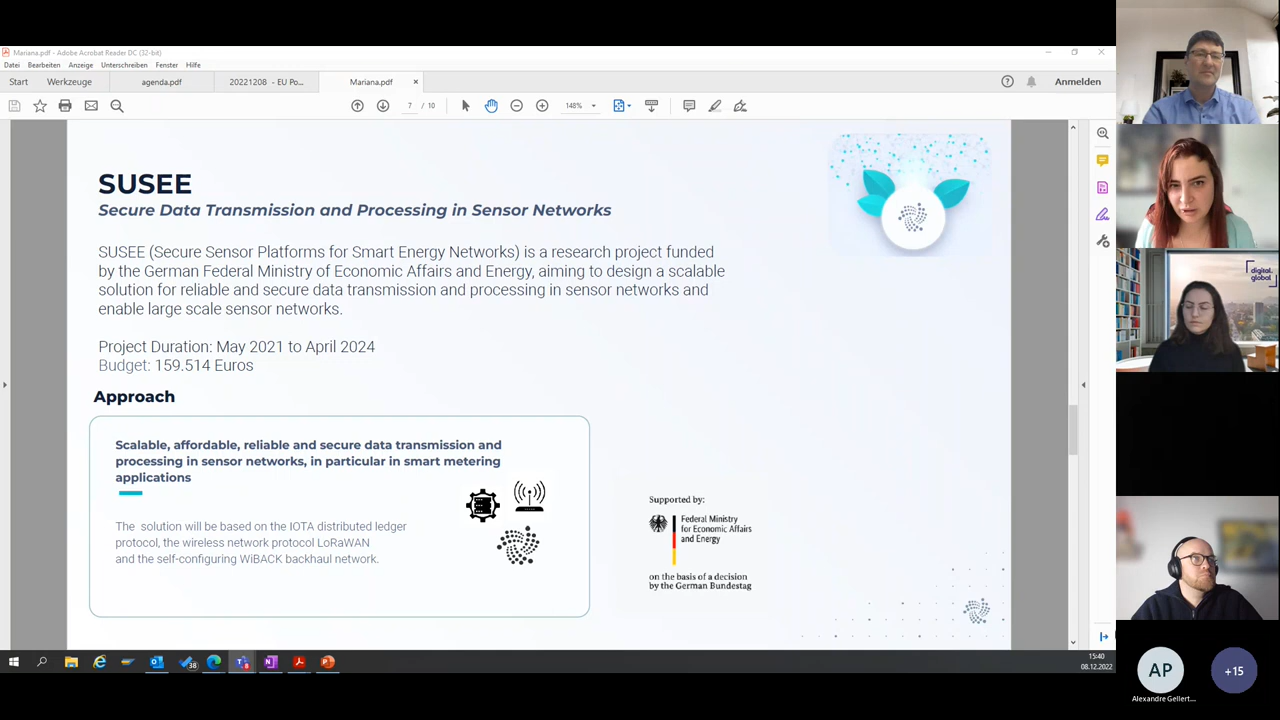 Mariana.pdf - Adobe Acrobat Reader DC (32-bit)
Datei Bearbeiten Anzeige Unterschreiben Fenster Hilfe
Start Werkzeuge agenda.pdf 20221208 - EU Po... Mariana.pdf × Anmelden
7 / 10 148%
SUSEE
Secure Data Transmission and Processing in Sensor Networks
SUSEE (Secure Sensor Platforms for Smart Energy Networks) is a research project funded
by the German Federal Ministry of Economic Affairs and Energy, aiming to design a scalable
solution for reliable and secure data transmission and processing in sensor networks and
enable large scale sensor networks.
Project Duration: May 2021 to April 2024
Budget: 159.514 Euros
Approach
Scalable, affordable, reliable and secure data transmission and
processing in sensor networks, in particular in smart metering
applications
The solution will be based on the IOTA distributed ledger
protocol, the wireless network protocol LoRaWAN
and the self-configuring WiBACK backhaul network.
Supported by:
Federal Ministry
for Economic Affairs
and Energy
on the basis of a decision
by the German Bundestag
digital.
global
38
15:40
08.12.2022
AP
+15
Alexandre Gellert...